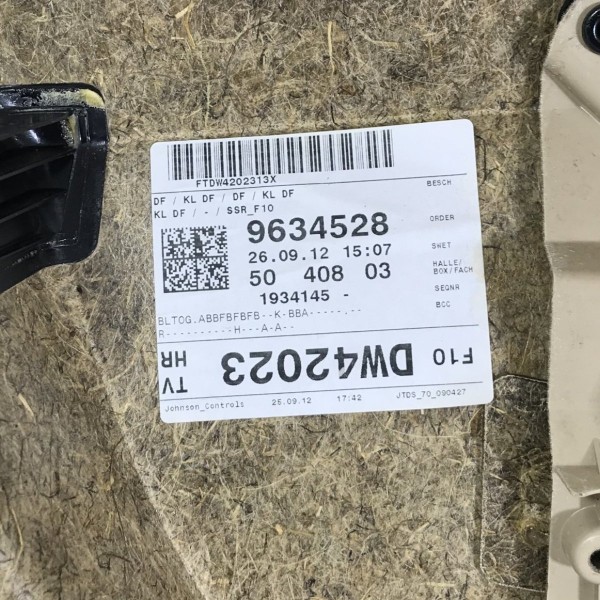 FTDW4202313X
DF / KL DF / DF / KL DF
KL DF / - / SSR_F10
BESCH
9634528 ORDER
26.09.12 15:07 SWET
50 408 03 HALLE/
BOX/FACH
1934145 - SEQNR
BCC
BLTOG.ABBFBFBFB--K-BBA-----.--
R----------H---A-A--
TV
HR
DW42023
F10
Johnson_Controls 26.09.12 17:42 JTDS_70_090427